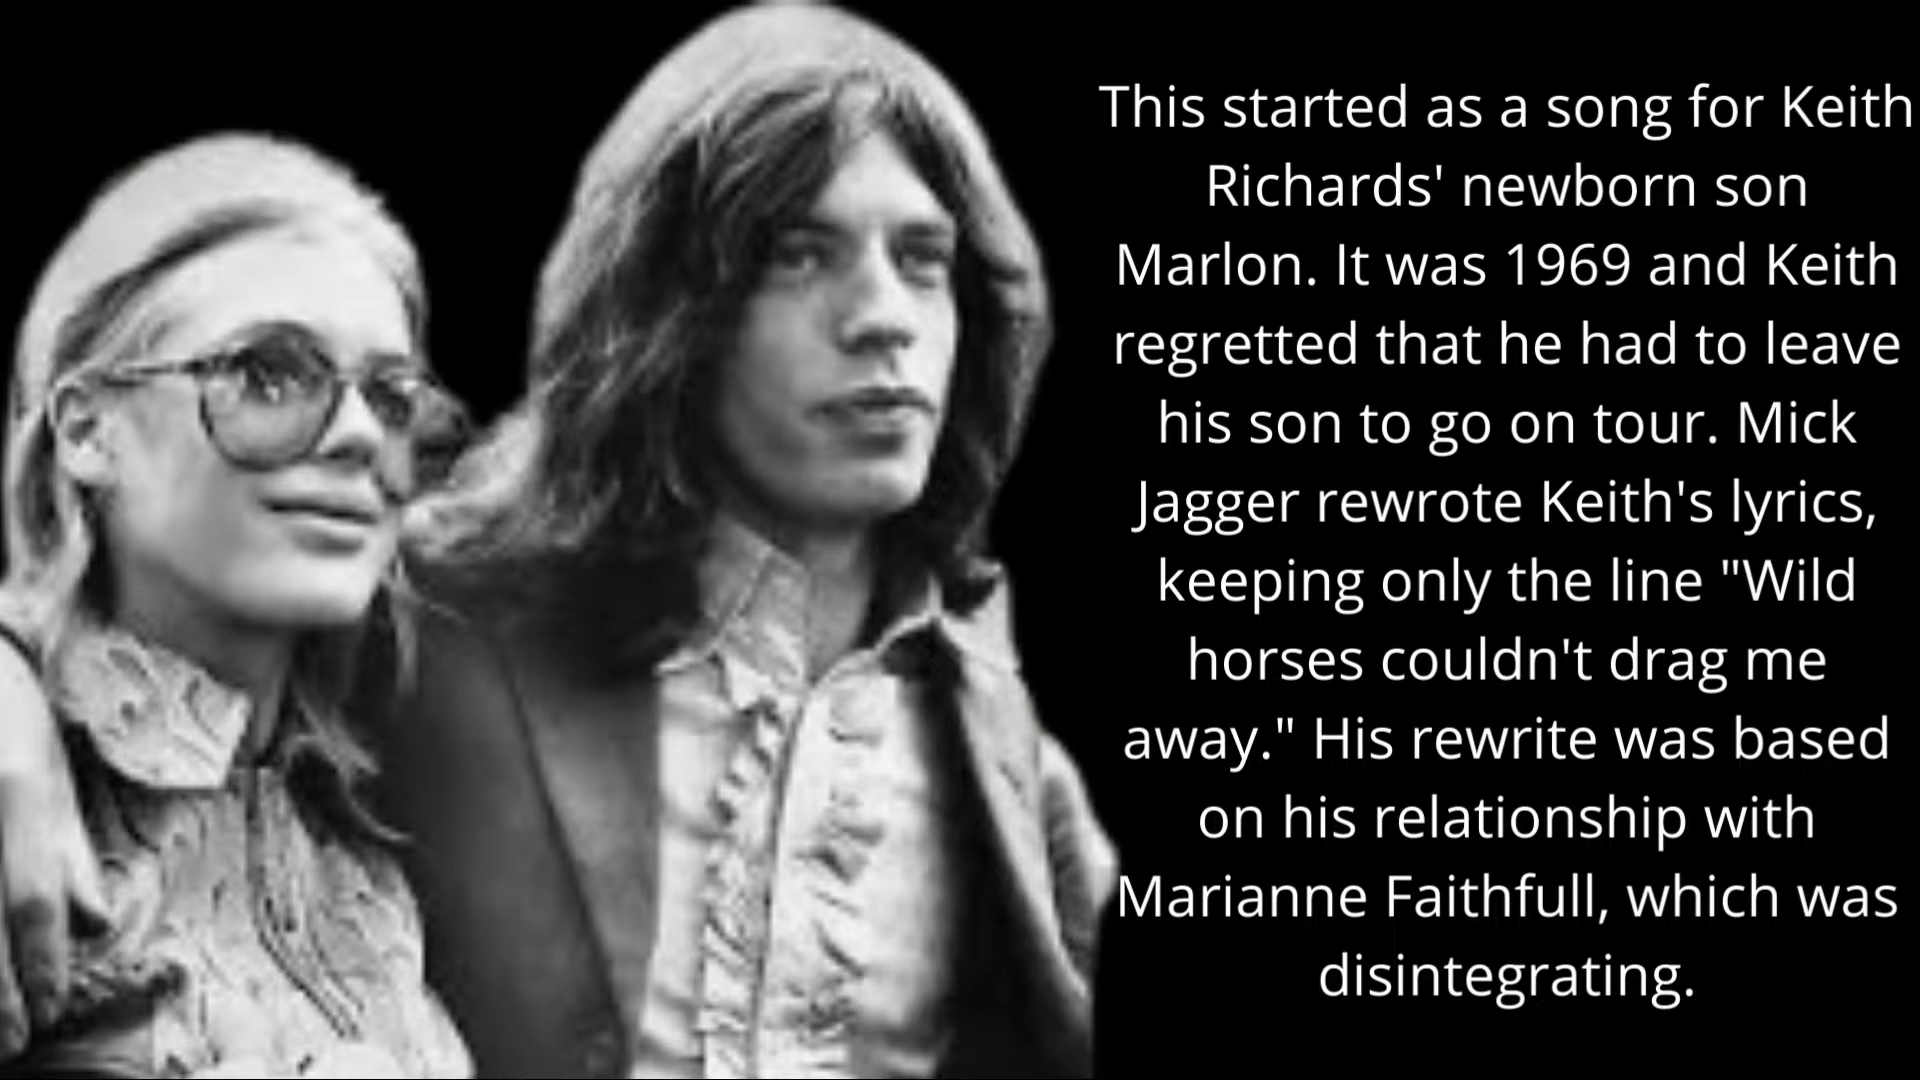 This started as a song for Keith
Richards' newborn son
Marlon. It was 1969 and Keith
regretted that he had to leave
his son to go on tour. Mick
Jagger rewrote Keith's lyrics,
keeping only the line "Wild
horses couldn't drag me
away." His rewrite was based
on his relationship with
Marianne Faithfull, which was
disintegrating.